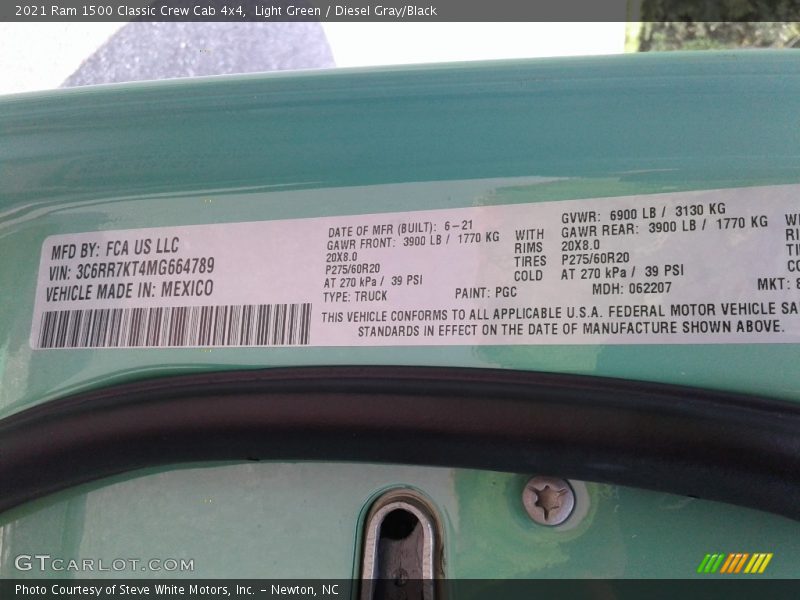 2021 Ram 1500 Classic Crew Cab 4x4,  Light Green / Diesel Gray/Black
MFD BY: FCA US LLC
VIN: 3C6RR7KT4MG664789
VEHICLE MADE IN: MEXICO
DATE OF MFR (BUILT): 6-21
GAWR FRONT: 3900 LB / 1770 KG
20X8.0
P275/60R20
AT 270 kPa / 39 PSI
TYPE: TRUCK
WITH
RIMS
TIRES
COLD
PAINT: PGC
GVWR: 6900 LB / 3130 KG
GAWR REAR: 3900 LB / 1770 KG
20X8.0
P275/60R20
AT 270 kPa / 39 PSI
MDH: 062207
MKT:
THIS VEHICLE CONFORMS TO ALL APPLICABLE U.S.A. FEDERAL MOTOR VEHICLE SA
STANDARDS IN EFFECT ON THE DATE OF MANUFACTURE SHOWN ABOVE.
GTCARLOT.COM
Photo Courtesy of Steve White Motors, Inc. – Newton, NC